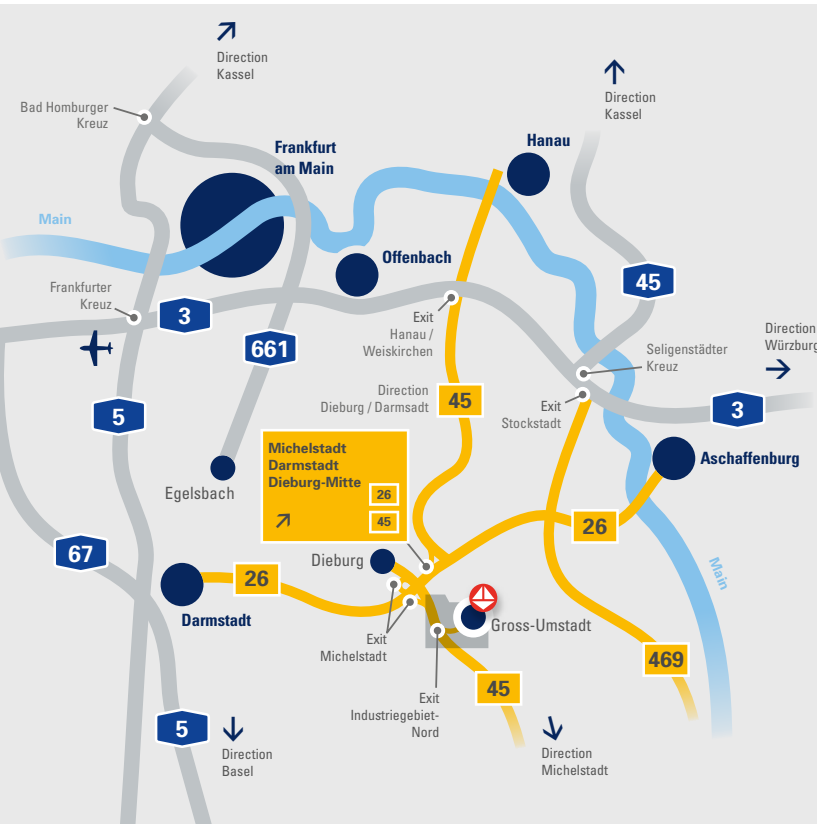 Direction
Kassel
Direction
Kassel
Bad Homburger
Kreuz
Frankfurt
am Main
Hanau
Main
Offenbach
Frankfurter
Kreuz
45
3
Exit
Hanau /
Weiskirchen
Direction
Würzburg
661
Seligenstädter
Kreuz
Direction
Dieburg / Darmsadt
45
5
Exit
Stockstadt
3
Michelstadt
Darmstadt
Dieburg-Mitte
26
45
Aschaffenburg
Egelsbach
26
67
Dieburg
Main
26
Darmstadt
Gross-Umstadt
Exit
Michelstadt
469
45
Exit
Industriegebiet-
Nord
5
Direction
Basel
Direction
Michelstadt